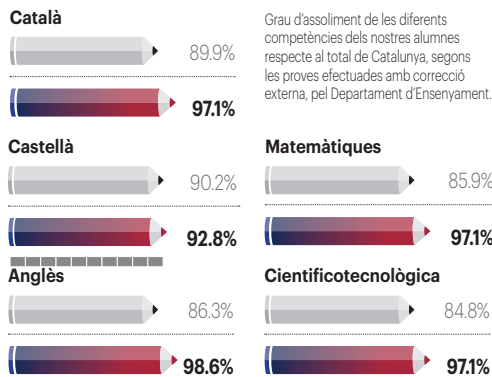 Català
89.9%
97.1%
Grau d'assoliment de les diferents
competències dels nostres alumnes
respecte al total de Catalunya, segons
les proves efectuades amb correcció
externa, pel Departament d'Ensenyament.
Castellà
90.2%
92.8%
Matemàtiques
85.9%
97.1%
Anglès
86.3%
98.6%
Cientificotecnològica
84.8%
97.1%